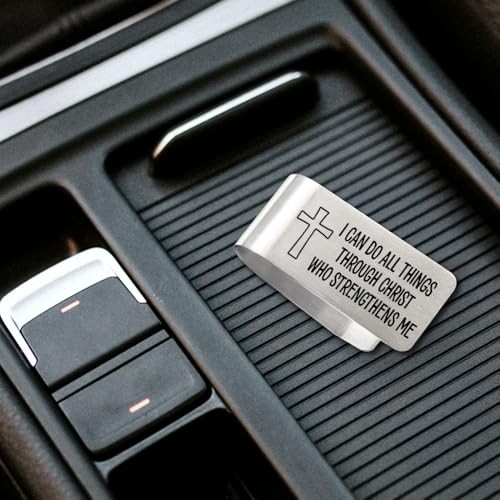 I CAN DO ALL THINGS
THROUGH CHRIST
WHO STRENGTHENS ME